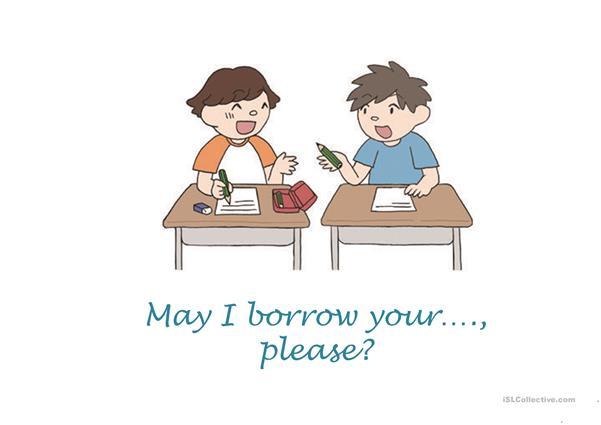 May I borrow your....,
please?
iSLCollective.com